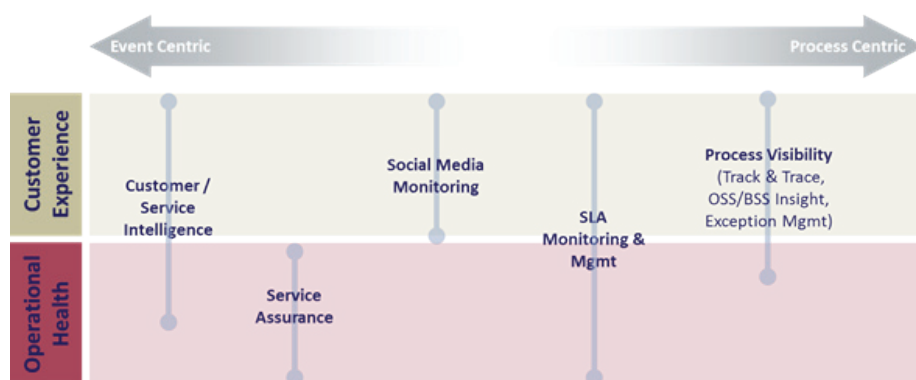 Event Centric
Process Centric
Customer
Experience
Customer /
Service
Intelligence
Social Media
Monitoring
SLA
Monitoring &
Mgmt
Process Visibility
(Track & Trace,
OSS/BSS Insight,
Exception Mgmt)
Operational
Health
Service
Assurance